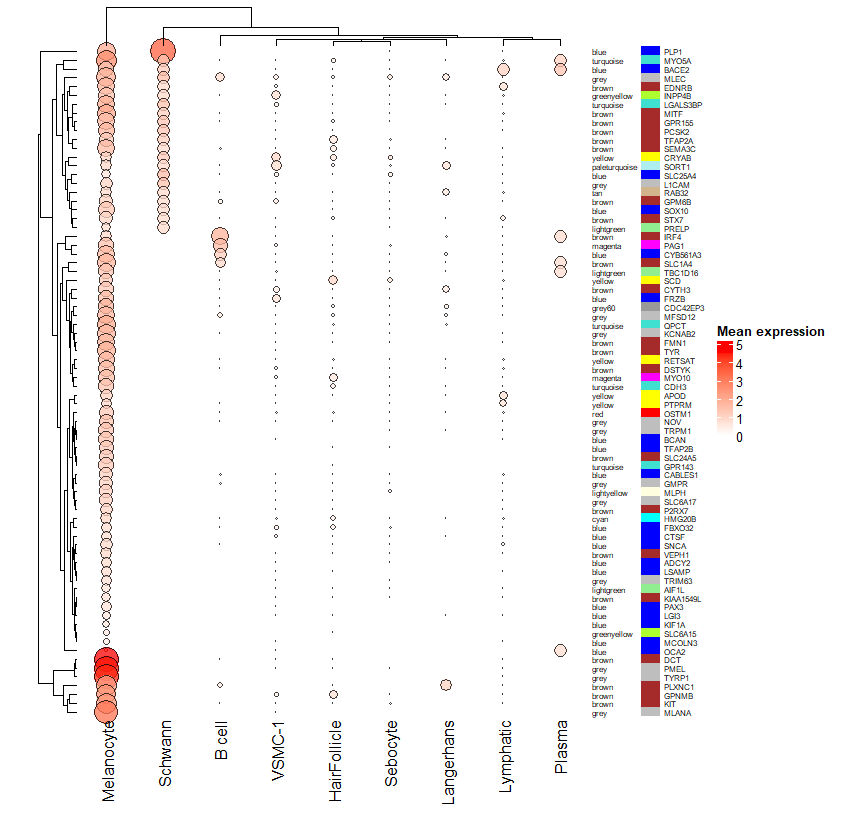 blue PLP1
turquoise MYO5A
blue BACE2
grey MLEC
brown EDNRB
greenyellow INPP4B
turquoise LGALS3BP
brown MITF
brown GPR155
brown PCSK2
brown TFAP2A
brown SEMA3C
yellow CRYAB
paleturquoise SORT1
blue SLC25A4
grey L1CAM
tan RAB32
brown GPM6B
blue SOX10
brown STX7
lightgreen PRELP
brown IRF4
magenta PAG1
blue CYB561A3
brown SLC1A4
lightgreen TBC1D16
yellow SCD
brown CYTH3
blue FRZB
grey60 CDC42EP3
grey MFSD12
turquoise QPCT
grey KCNAB2
brown FMN1
brown TYR
yellow RETSAT
brown DSTYK
magenta MYO10
turquoise CDH3
yellow APOD
yellow PTPRM
red OSTM1
grey NOV
grey TRPM1
blue BCAN
blue TFAP2B
brown SLC24A5
turquoise GPR143
blue CABLES1
grey GMPR
lightyellow MLPH
grey SLC6A17
brown P2RX7
cyan HMG20B
blue FBXO32
blue CTSF
blue SNCA
brown VEPH1
blue ADCY2
blue LSAMP
grey TRIM63
lightgreen AIF1L
brown KIAA1549L
blue PAX3
blue LGI3
blue KIF1A
greenyellow SLC6A15
blue MCOLN3
blue OCA2
brown DCT
grey PMEL
grey TYRP1
brown PLXNC1
brown GPNMB
brown KIT
grey MLANA
Mean expression
5
4
3
2
1
0
Melanocyte
Schwann
B cell
VSMC-1
HairFollicle
Sebocyte
Langerhans
Lymphatic
Plasma